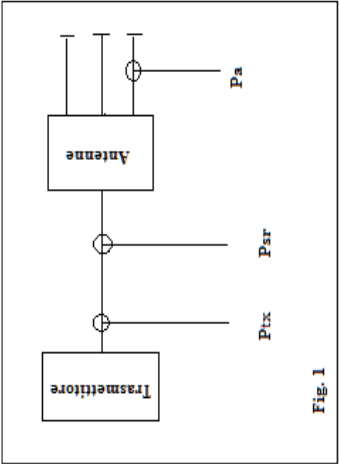 Pa
Antenne
Psr
Ptx
Trasmettitore
Fig. 1